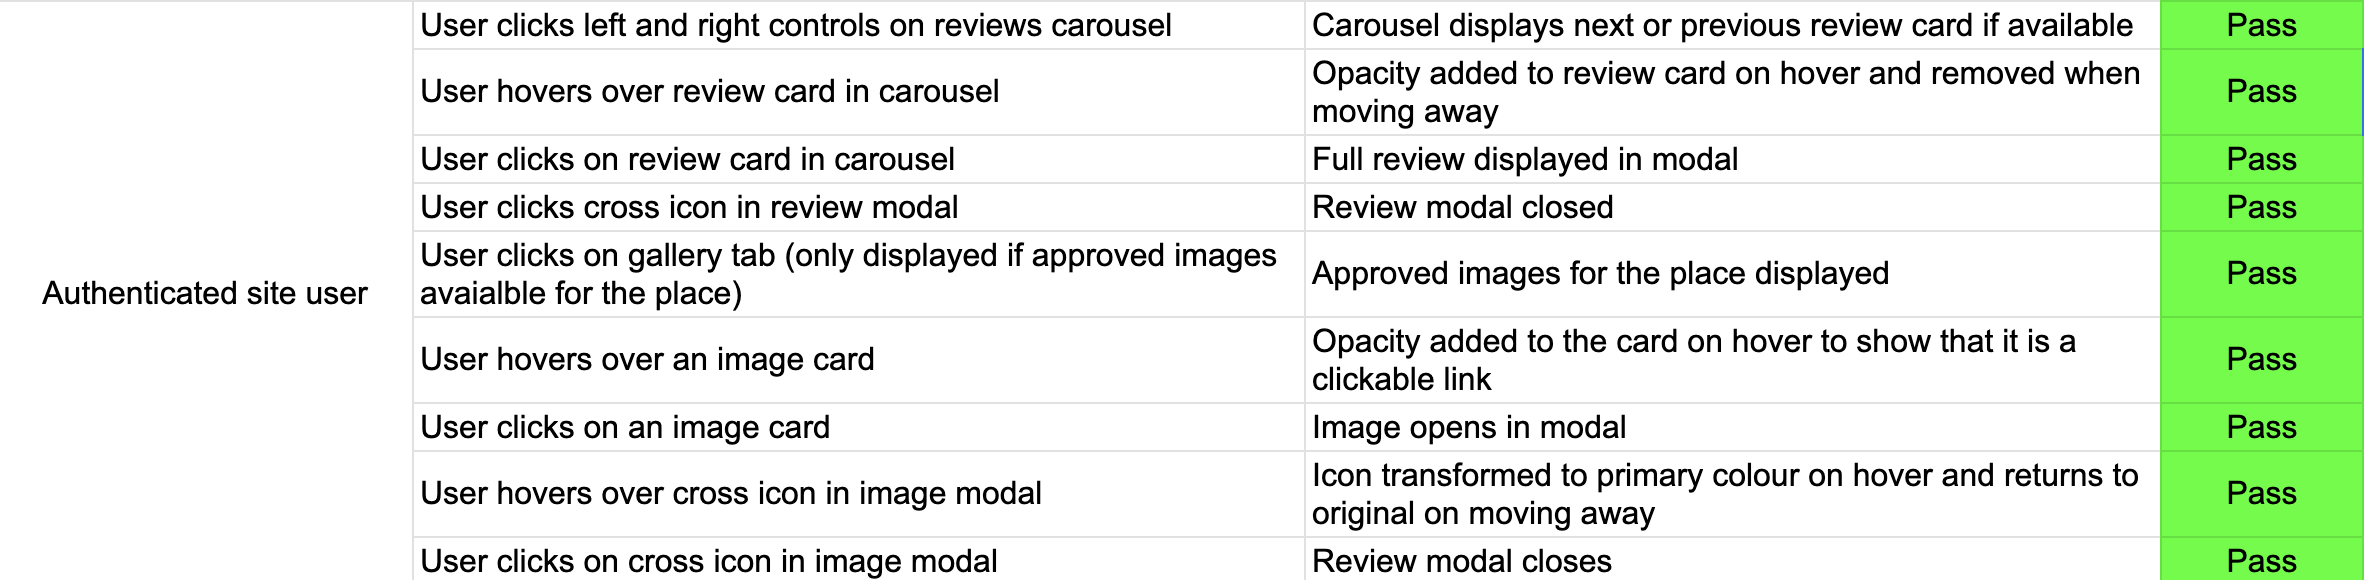 User clicks left and right controls on reviews carousel
Carousel displays next or previous review card if available
Pass
User hovers over review card in carousel
Opacity added to review card on hover and removed when
moving away
Pass
User clicks on review card in carousel
Full review displayed in modal
Pass
User clicks cross icon in review modal
Review modal closed
Pass
Authenticated site user
User clicks on gallery tab (only displayed if approved images
avaialble for the place)
Approved images for the place displayed
Pass
User hovers over an image card
Opacity added to the card on hover to show that it is a
clickable link
Pass
User clicks on an image card
Image opens in modal
Pass
User hovers over cross icon in image modal
Icon transformed to primary colour on hover and returns to
original on moving away
Pass
User clicks on cross icon in image modal
Review modal closes
Pass